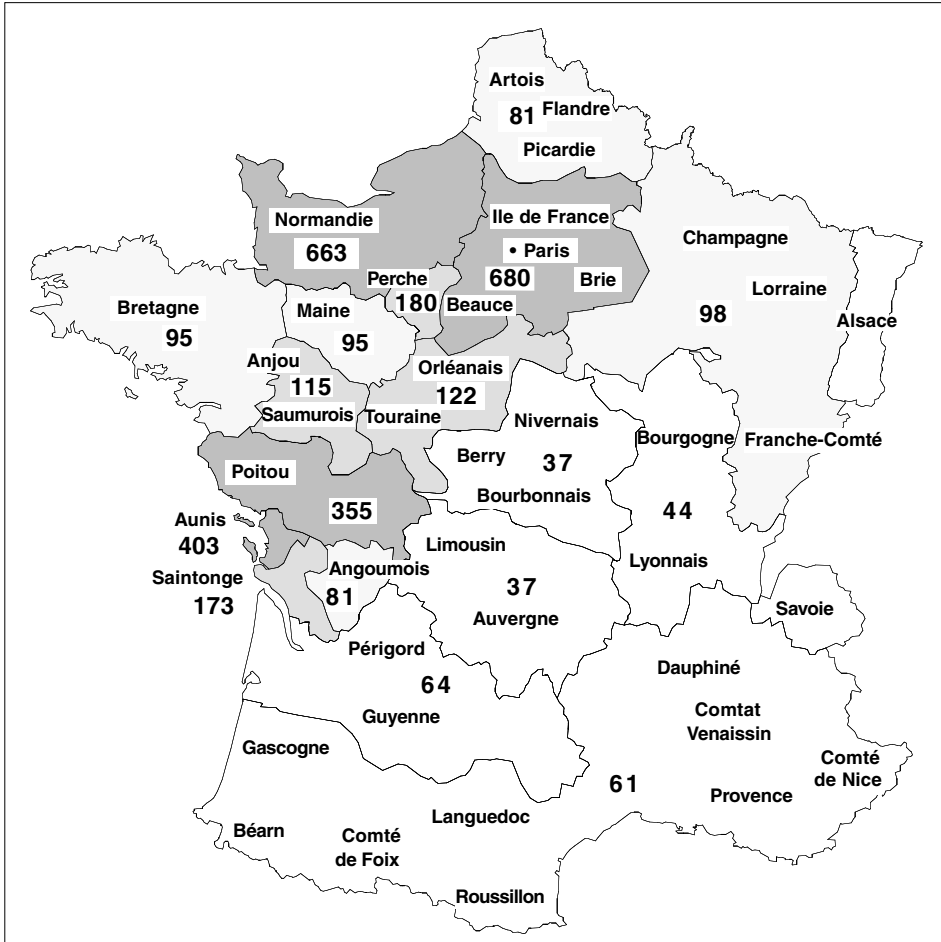 Artois
81 Flandre
Picardie
Normandie
663
Ile de France
• Paris
680
Brie
Champagne
Perche
180
Beauce
Lorraine
98
Alsace
Bretagne
95
Maine
95
Anjou
115
Saumurois
Orléanais
122
Touraine
Nivernais
Berry
37
Bourbonnais
Bourgogne
Franche-Comté
44
Lyonnais
Poitou
355
Aunis
403
Saintonge
173
Angoumois
81
Limousin
37
Auvergne
Savoie
Périgord
64
Guyenne
Dauphiné
Comtat
Venaissin
Comté
de Nice
61
Provence
Gascogne
Languedoc
Béarn
Comté
de Foix
Roussillon